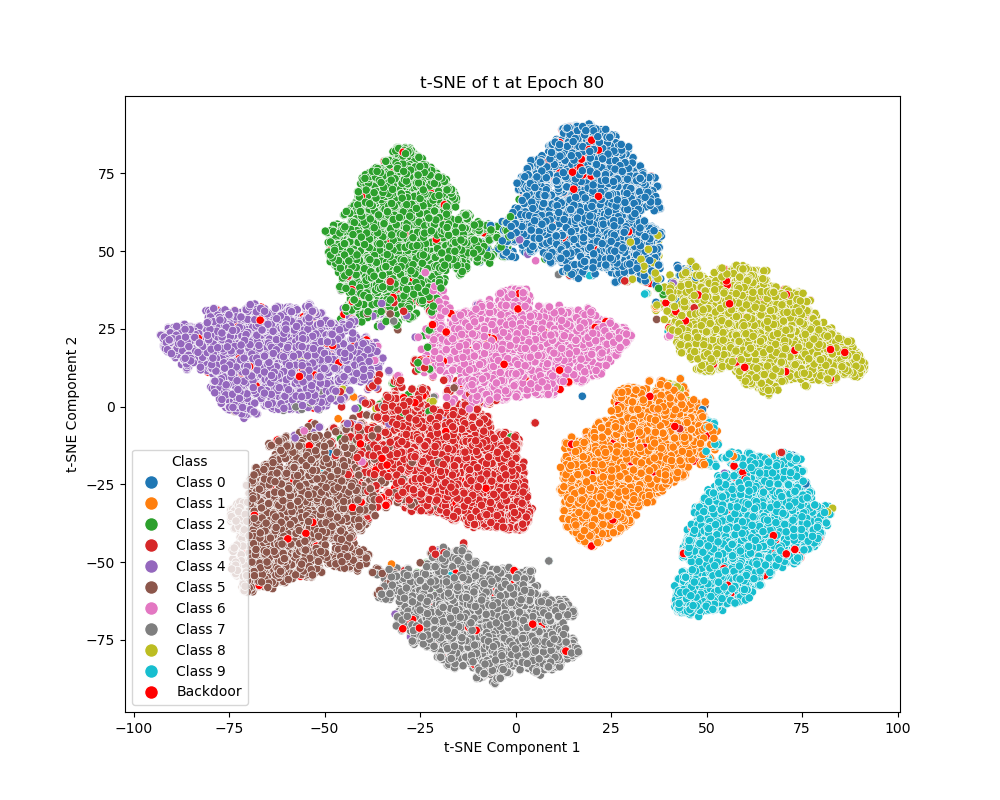 t-SNE of t at Epoch 80
t-SNE Component 2
75
50
25
0
−25
−50
−75
Class
Class 0
Class 1
Class 2
Class 3
Class 4
Class 5
Class 6
Class 7
Class 8
Class 9
Backdoor
−100
−75
−50
−25
0
25
50
75
100
t-SNE Component 1